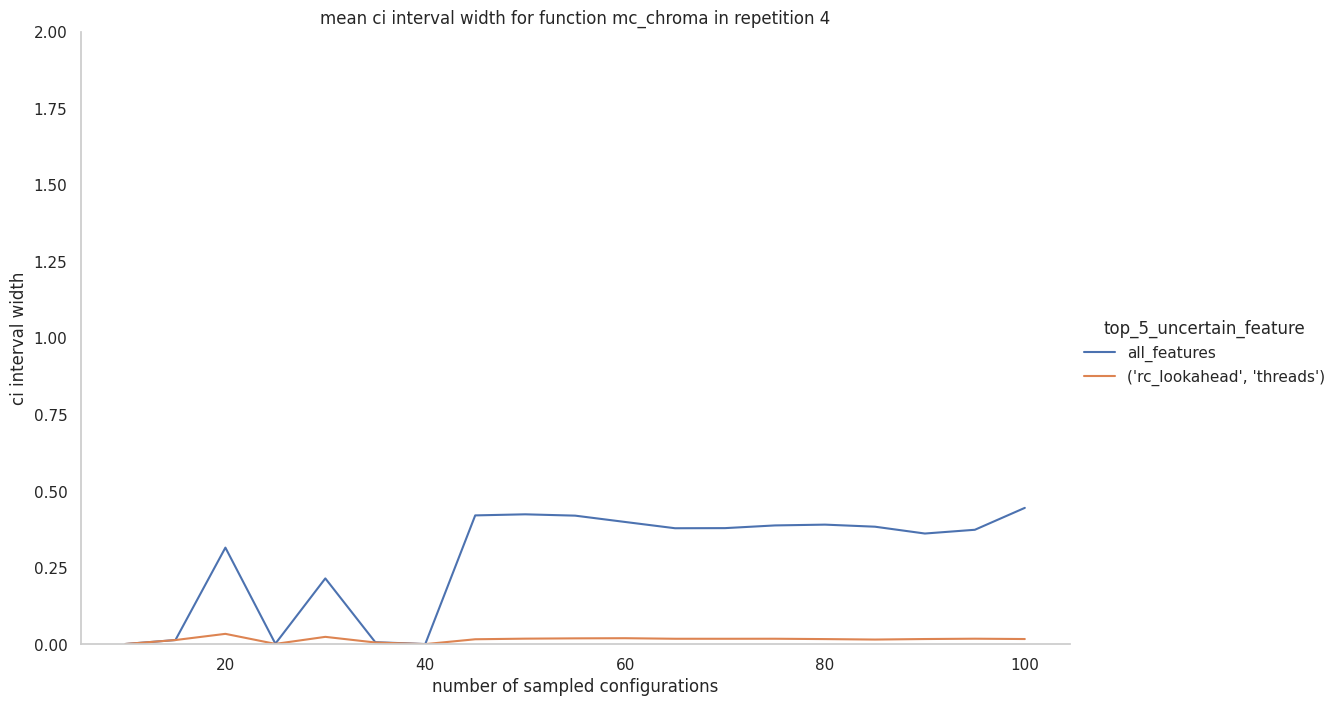 mean ci interval width for function mc_chroma in repetition 4
2.00
1.75
1.50
1.25
1.00
0.75
0.50
0.25
0.00
ci interval width
20
40
60
80
100
number of sampled configurations
top_5_uncertain_feature
all_features
('rc_lookahead', 'threads')